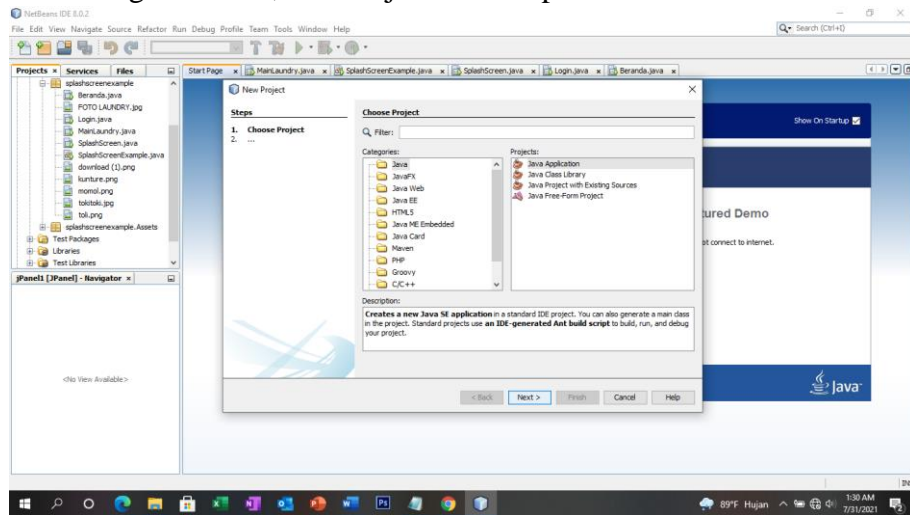 NetBeans IDE 8.0.2
File Edit View Navigate Source Refactor Run Debug Profile Team Tools Window Help
Search (Ctrl+I)
Projects Services Files
Start Page MainLaundry.java SplashScreenExample.java SplashScreen.java Login.java Beranda.java
splashscreenexample
Beranda.java
FOTO LAUNDRY.jpg
Login.java
MainLaundry.java
SplashScreen.java
SplashScreenExample.java
download (1).png
kunture.png
momol.png
tokitoki.jpg
toli.png
splashscreenexample.Assets
Test Packages
Libraries
Test Libraries
jPanel1 [JPanel] - Navigator
<No View Available>
New Project
Steps
1. Choose Project
2. ...
Choose Project
Filter:
Categories:
Java
JavaFX
Java Web
Java EE
HTML5
Java ME Embedded
Java Card
Maven
PHP
Groovy
C/C++
Projects:
Java Application
Java Class Library
Java Project with Existing Sources
Java Free-Form Project
Description:
Creates a new Java SE application in a standard IDE project. You can also generate a main class
in the project. Standard projects use an IDE-generated Ant build script to build, run, and debug
your project.
< Back Next > Finish Cancel Help
Show On Startup
tured Demo
ot connect to internet.
Java
89°F Hujan
1:30 AM
7/31/2021